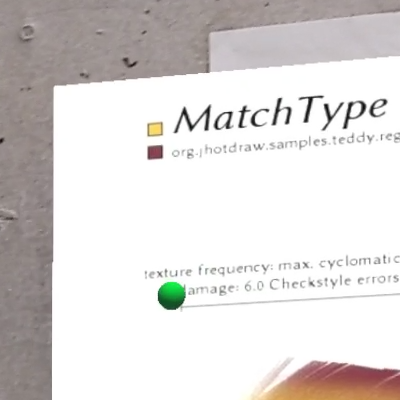 MatchType
org.jhotdraw.samples.teddy.reg
texture frequency: max. cyclomatic
damage: 6.0 Checkstyle errors